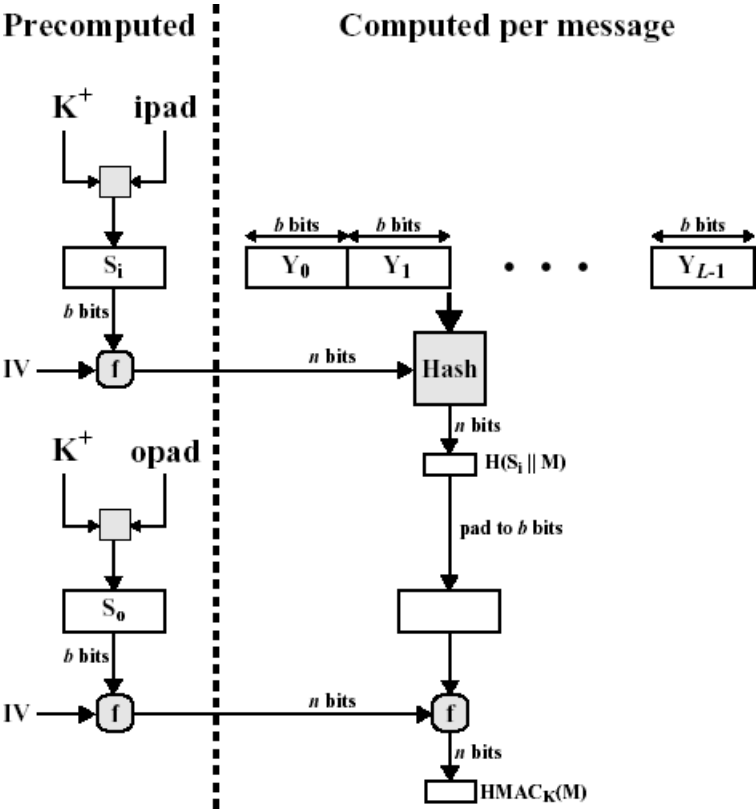 Precomputed
Computed per message
K+
ipad
b bits
b bits
b bits
Si
Y0
Y1
• • •
YL-1
b bits
IV
f
n bits
Hash
n bits
K+
opad
H(Si || M)
pad to b bits
So
b bits
IV
f
n bits
f
n bits
HMACK(M)